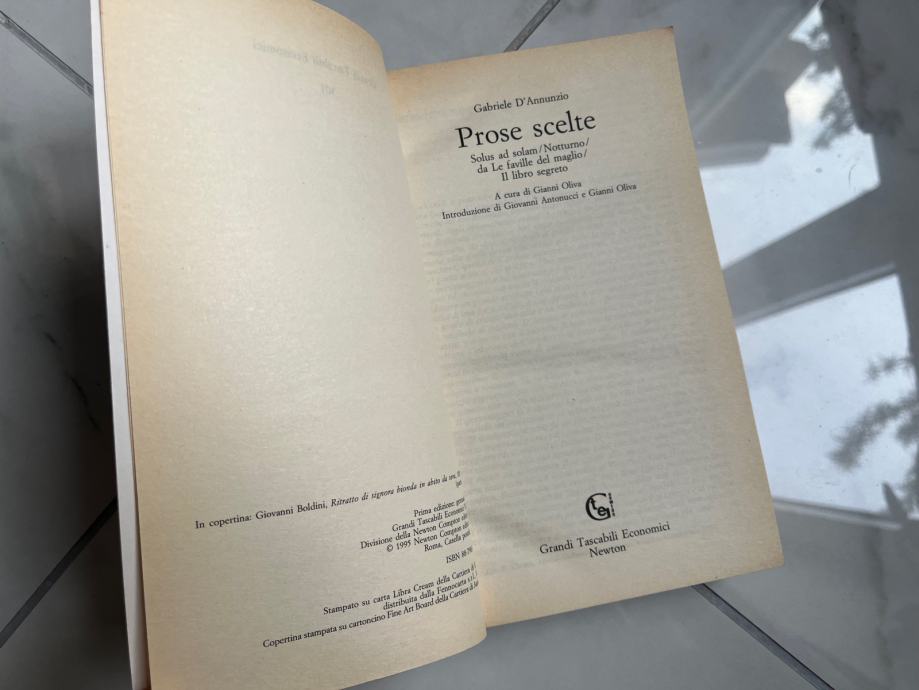 In copertina: Giovanni Boldini, Ritratto di signora bionda in abito da
Prima edizione:
Grandi Tascabili Economici
Divisione della Newton Compton
© 1995 Newton Compton
Roma, Casella
ISBN
Stampato su carta Libra Cream della Cartiera di
distribuita dalla Fennocarta s.r.l.
Copertina stampata su cartoncino Fine Art Board della Cartiera di
Gabriele D'Annunzio
Prose scelte
Solus ad solam/Notturno/
da Le faville del maglio/
Il libro segreto
A cura di Gianni Oliva
Introduzione di Giovanni Antonucci e Gianni Oliva
Grandi Tascabili Economici
Newton